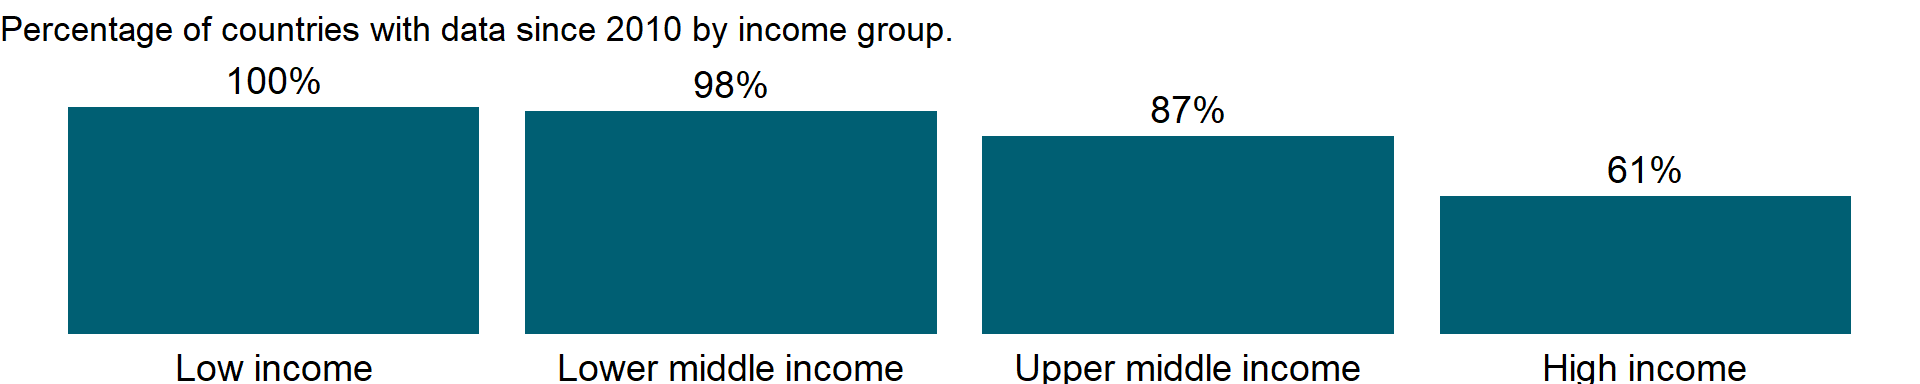 Percentage of countries with data since 2010 by income group.
100%
98%
87%
61%
Low income
Lower middle income
Upper middle income
High income